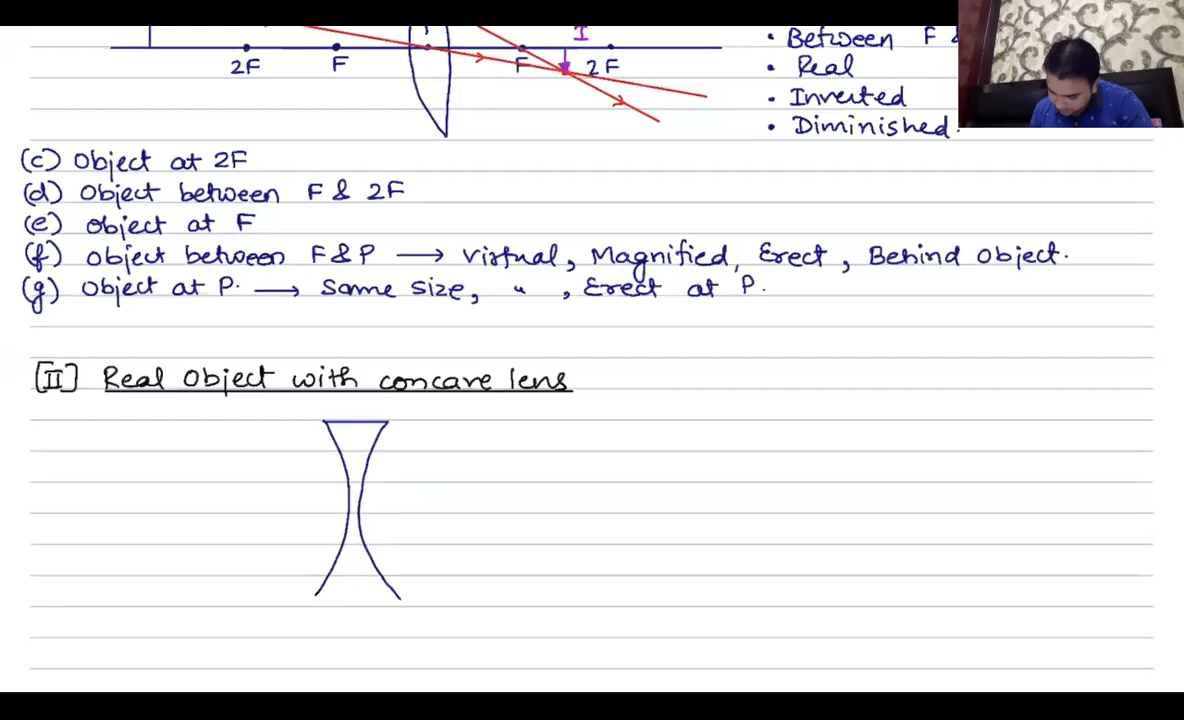 I
2F F F 2F
• Between F &
• Real
• Inverted
• Diminished.
(c) Object at 2F
(d) Object between F & 2F
(e) Object at F
(f) Object between F & P → Virtual, Magnified, Erect, Behind Object.
(g) Object at P. → Same size, " , Erect at P.
[II] Real Object with concave lens